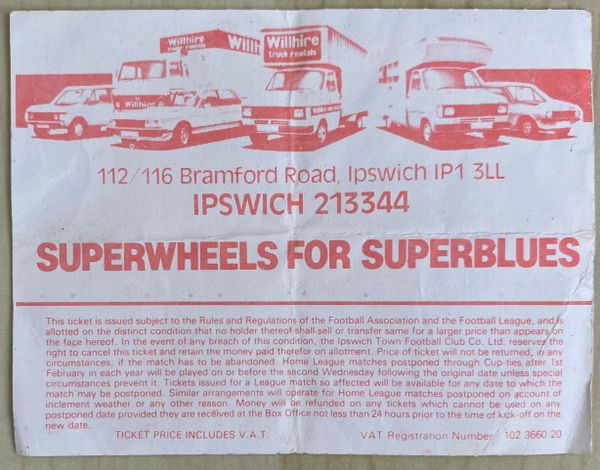 Willhire
truck rentals
Willhire
Willhire
truck rentals
Willhire
112/116 Bramford Road, Ipswich IP1 3LL
IPSWICH 213344
SUPERWHEELS FOR SUPERBLUES
This ticket is issued subject to the Rules and Regulations of the Football Association and the Football League, and is
allotted on the distinct condition that no holder thereof shall sell or transfer same for a larger price than appears on
the face hereof. In the event of any breach of this condition, the Ipswich Town Football Club Co. Ltd. reserves the
right to cancel this ticket and retain the money paid therefor on allotment. Price of ticket will not be returned, in any
circumstances, if the match has to be abandoned. Home League matches postponed through Cup-ties after 1st
February in each year will be played on or before the second Wednesday following the original date unless special
circumstances prevent it. Tickets issued for a League match so affected will be available for any date to which the
match may be postponed. Similar arrangements will operate for Home League matches postponed on account of
inclement weather or any other reason. Money will be refunded on any tickets which cannot be used on any
postponed date provided they are received at the Box Office not less than 24 hours prior to the time of kick-off on the
new date.
TICKET PRICE INCLUDES V.A.T. VAT Registration Number 102 3660 20